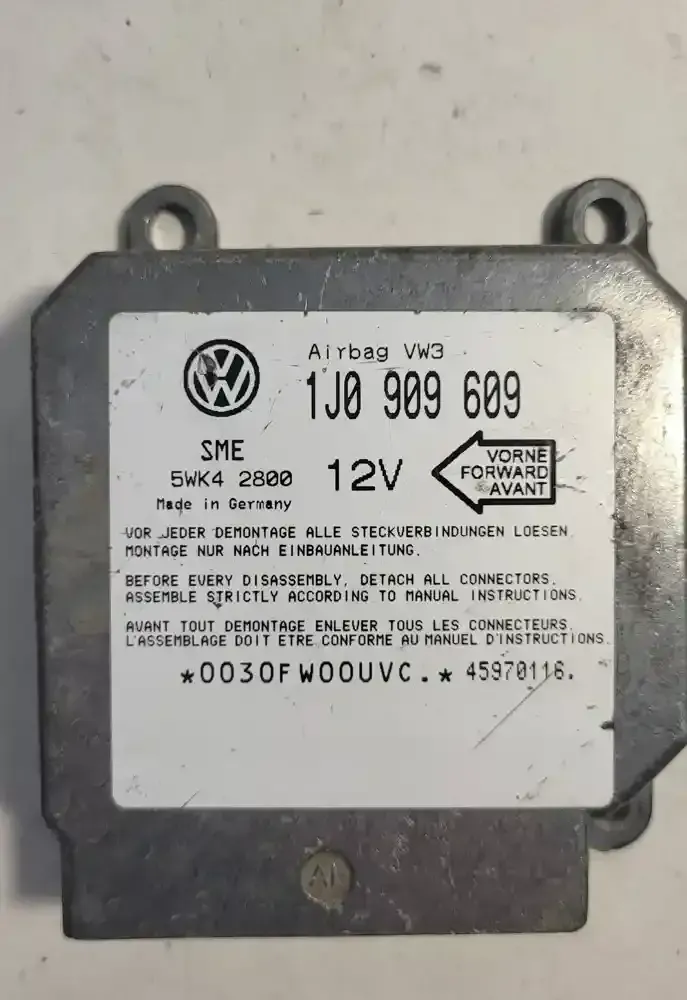 Airbag VW3
1J0 909 609
SME
5WK4 2800
Made in Germany
12V
VORNE
FORWARD
AVANT
VOR JEDER DEMONTAGE ALLE STECKVERBINDUNGEN LOESEN.
MONTAGE NUR NACH EINBAUANLEITUNG.
BEFORE EVERY DISASSEMBLY, DETACH ALL CONNECTORS.
ASSEMBLE STRICTLY ACCORDING TO MANUAL INSTRUCTIONS.
AVANT TOUT DEMONTAGE ENLEVER TOUS LES CONNECTEURS.
L'ASSEMBLAGE DOIT ETRE CONFORME AU MANUEL D'INSTRUCTIONS.
*0030FW00UVC.* 45970116.